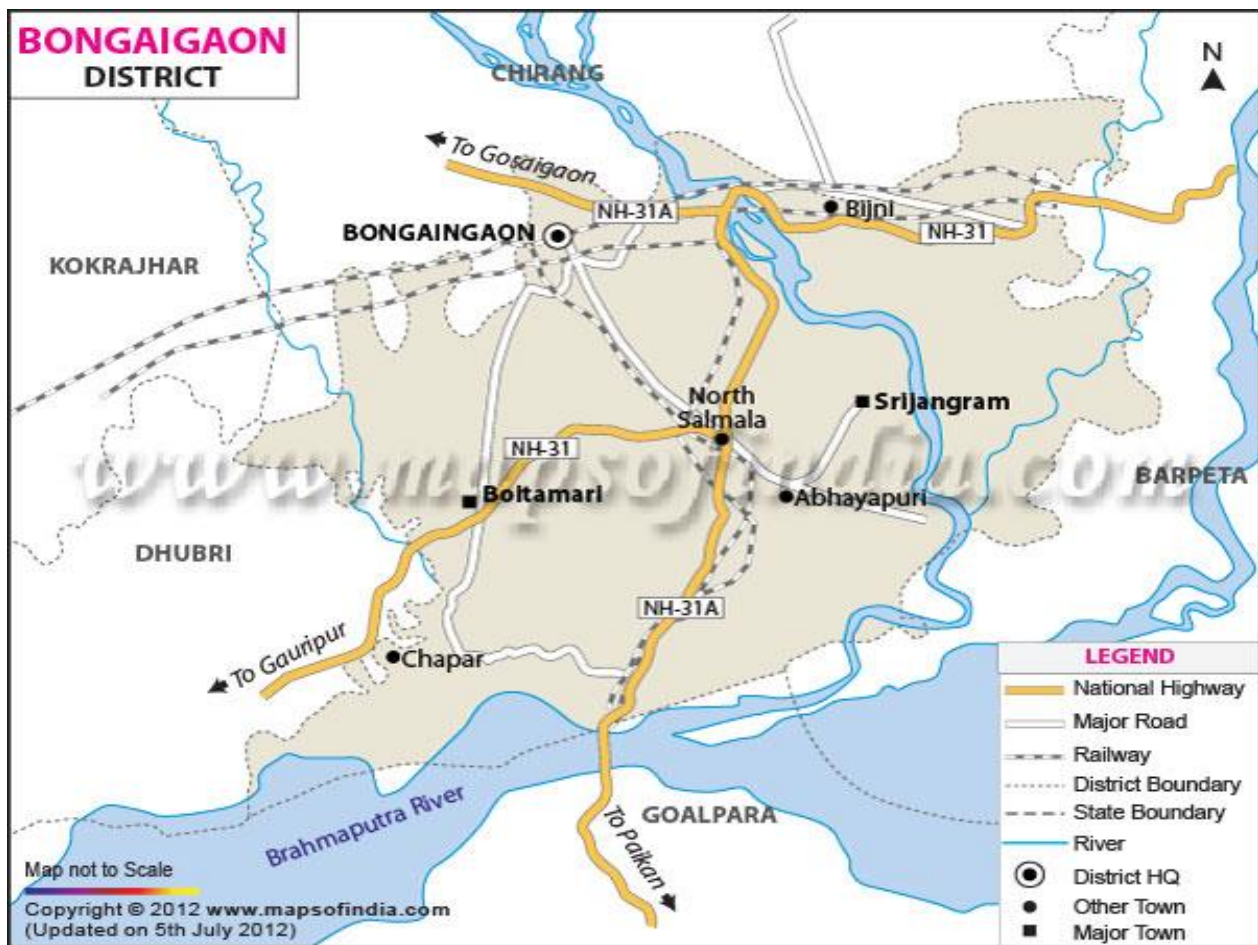 BONGAIGAON
DISTRICT
CHIRANG
N
To Gosaigaon
NH-31A
Bijni
BONGAINGAON
NH-31
KOKRAJHAR
North
Salmala
Srijangram
NH-31
www.mapsofindia.com
BARPETA
Boitamari
Abhayapuri
DHUBRI
NH-31A
To Gauripur
Chapar
LEGEND
National Highway
Major Road
Railway
District Boundary
State Boundary
River
District HQ
Other Town
Major Town
Brahmaputra River
GOALPARA
To Paikan
Map not to Scale
Copyright © 2012 www.mapsofindia.com
(Updated on 5th July 2012)